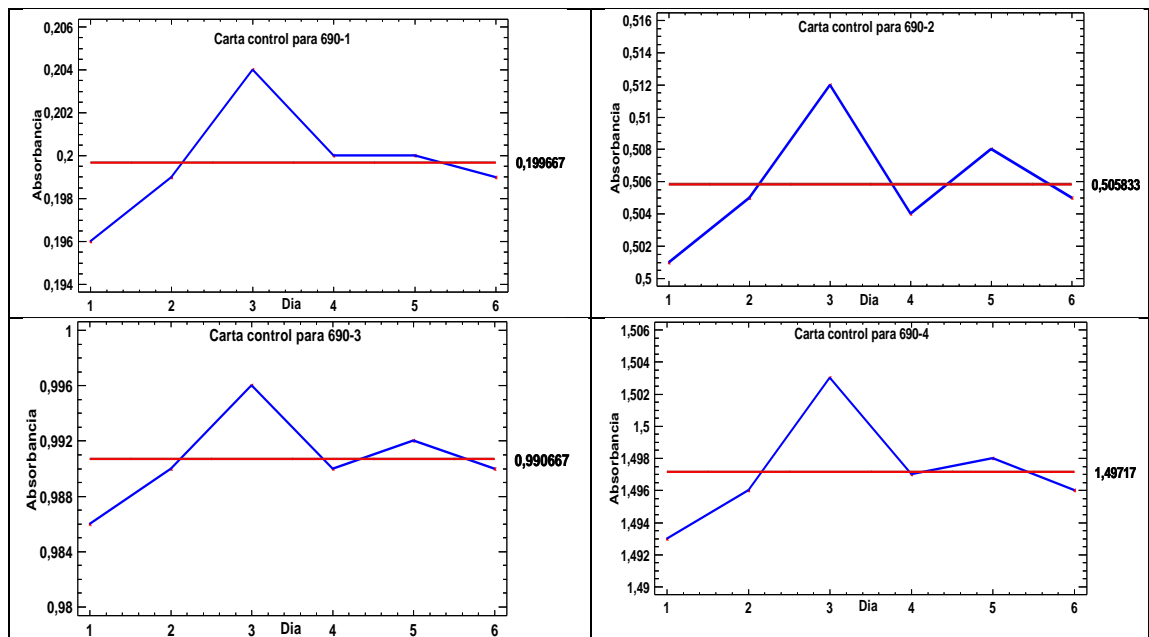 Carta control para 690-1
Absorbancia
0,206
0,204
0,202
0,2
0,198
0,196
0,194
0,199667
1 2 3 4 5 6
Dia
Carta control para 690-2
Absorbancia
0,516
0,514
0,512
0,51
0,508
0,506
0,504
0,502
0,5
0,505833
1 2 3 4 5 6
Dia
Carta control para 690-3
Absorbancia
1
0,996
0,992
0,988
0,984
0,98
0,990667
1 2 3 4 5 6
Dia
Carta control para 690-4
Absorbancia
1,506
1,504
1,502
1,5
1,498
1,496
1,494
1,492
1,49
1,49717
1 2 3 4 5 6
Dia